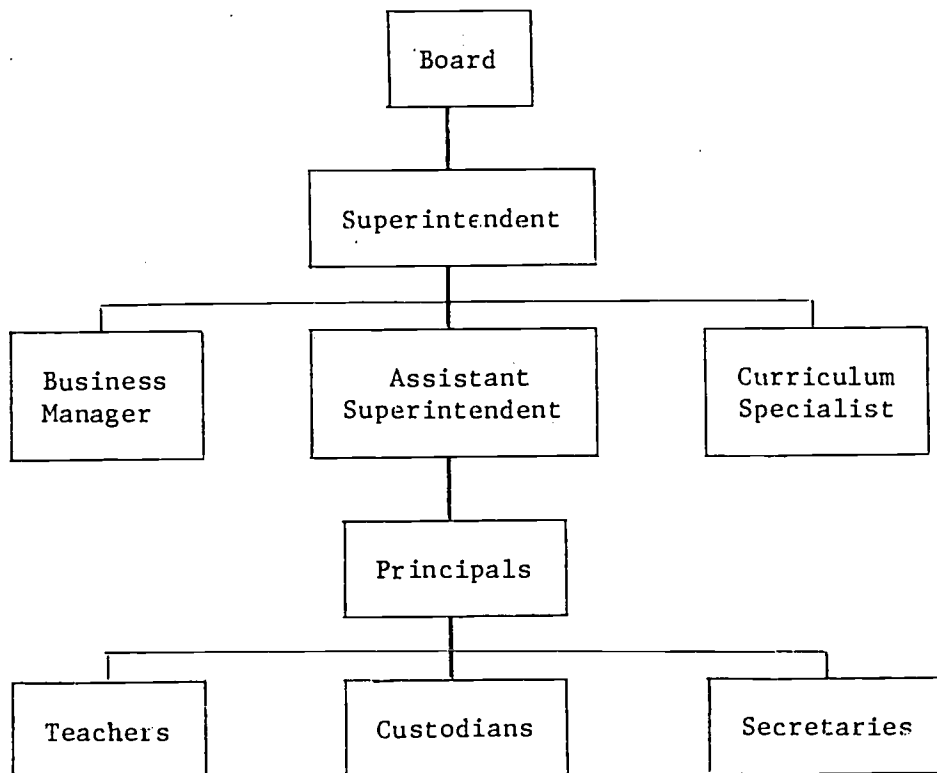 Board
Superintendent
Business
Manager
Assistant
Superintendent
Curriculum
Specialist
Principals
Teachers
Custodians
Secretaries